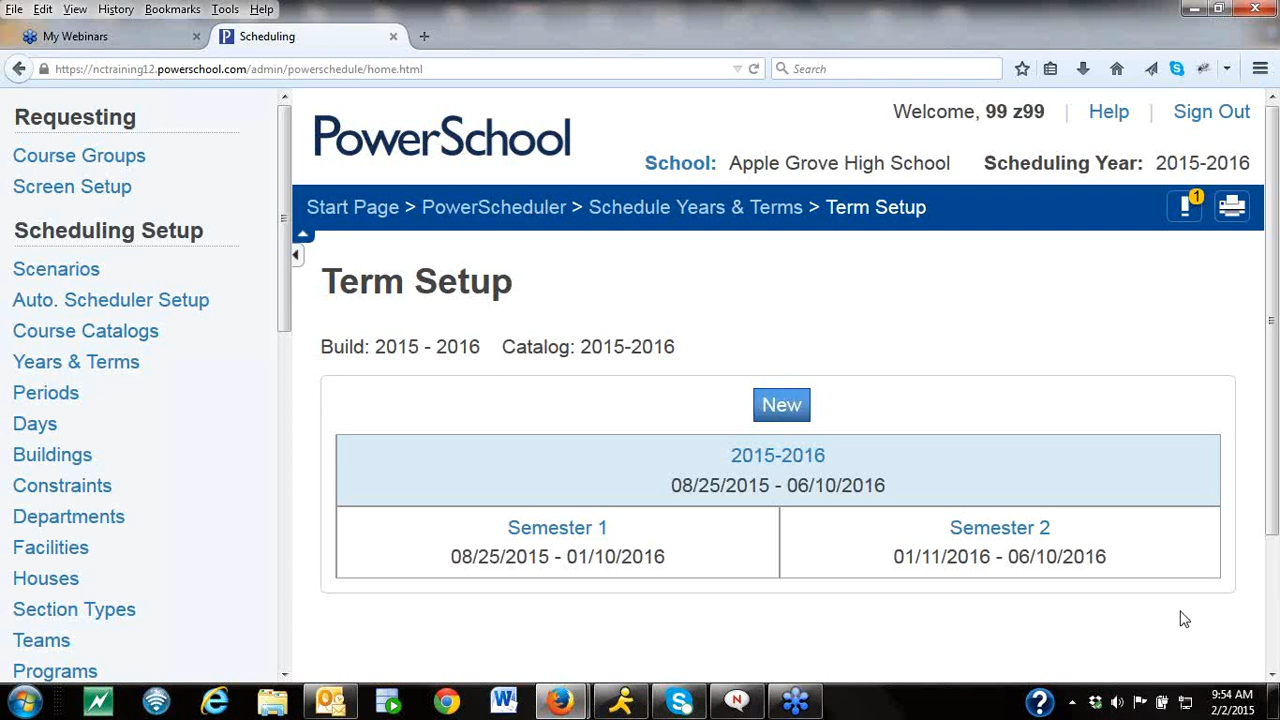 File Edit View History Bookmarks Tools Help
My Webinars × Scheduling × +
https://nctraining12.powerschool.com/admin/powerschedule/home.html Search
Requesting
Course Groups
Screen Setup
Scheduling Setup
Scenarios
Auto. Scheduler Setup
Course Catalogs
Years & Terms
Periods
Days
Buildings
Constraints
Departments
Facilities
Houses
Section Types
Teams
Programs
PowerSchool
Welcome, 99 z99 | Help | Sign Out
School: Apple Grove High School Scheduling Year: 2015-2016
Start Page > PowerScheduler > Schedule Years & Terms > Term Setup
1
Term Setup
Build: 2015 - 2016 Catalog: 2015-2016
New
2015-2016
08/25/2015 - 06/10/2016
Semester 1 Semester 2
08/25/2015 - 01/10/2016 01/11/2016 - 06/10/2016
9:54 AM
2/2/2015